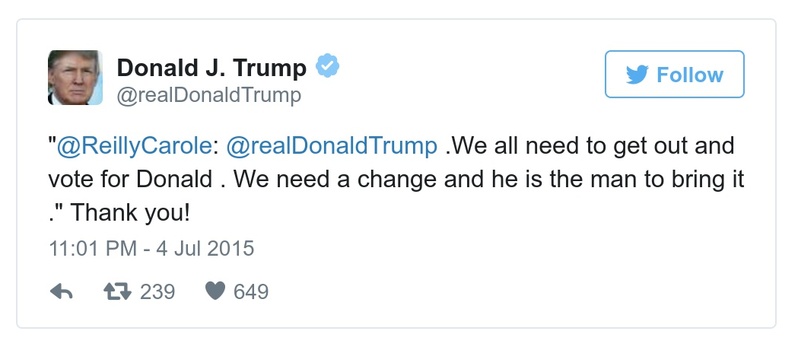 Donald J. Trump
@realDonaldTrump
Follow
"@ReillyCarole: @realDonaldTrump .We all need to get out and
vote for Donald . We need a change and he is the man to bring it
." Thank you!
11:01 PM - 4 Jul 2015
239 649